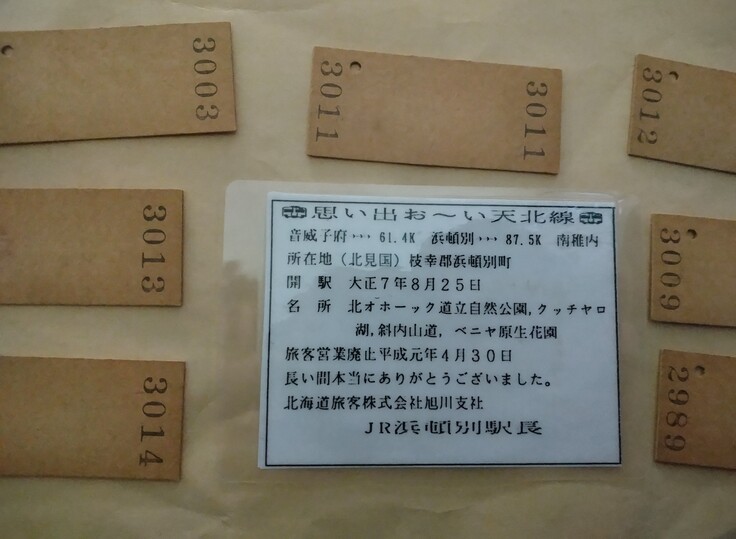 3003
3011
3011
3012
思い出お～い天北線
音威子府… 61.4K 浜頓別… 87.5K 南稚内
3013
所在地(北見国)枝幸郡浜頓別町
3009
開 駅 大正7年8月25日
名 所 北オホーック道立自然公園,クッチャロ
湖,斜内山道, ベニヤ原生花園
旅客営業廃止平成元年4月30日
長い間本当にありがとうございました。
3014
2989
北海道旅客株式会社旭川支社
JR浜頓別駅長